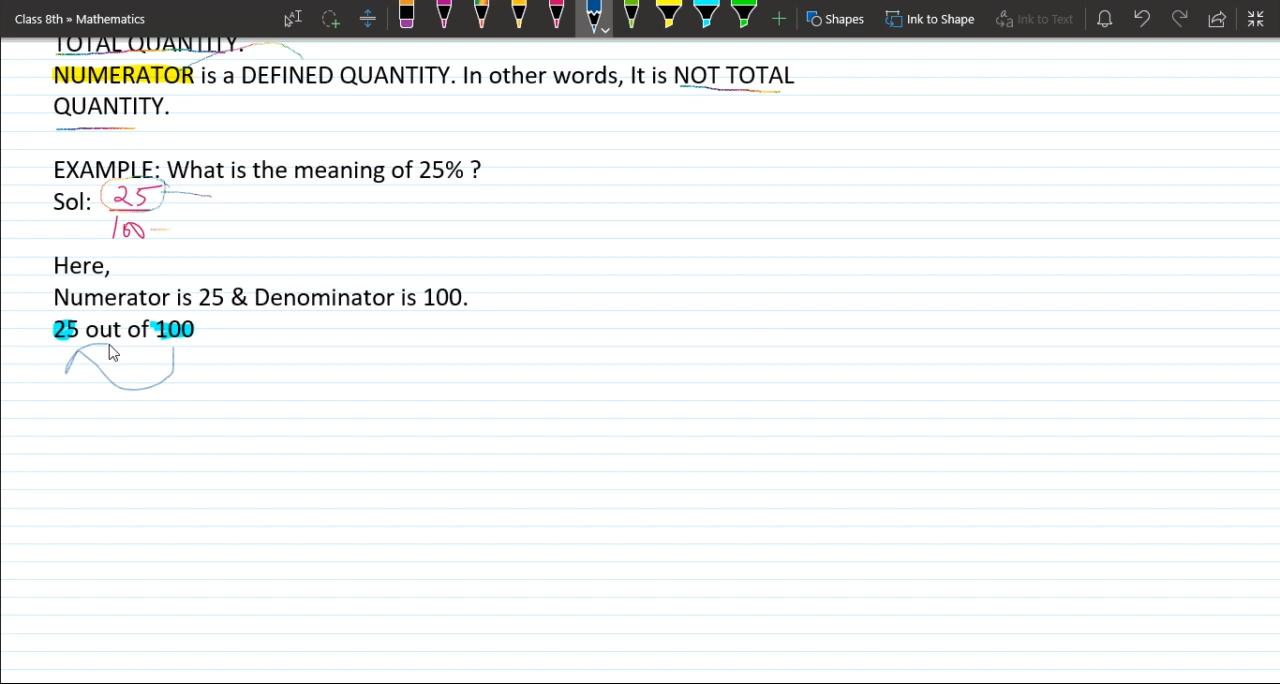 Class 8th » Mathematics
Shapes
Ink to Shape
Ink to Text
TOTAL QUANTITY.
NUMERATOR is a DEFINED QUANTITY. In other words, It is NOT TOTAL
QUANTITY.
EXAMPLE: What is the meaning of 25% ?
25
Sol:
100
Here,
Numerator is 25 & Denominator is 100.
25 out of 100